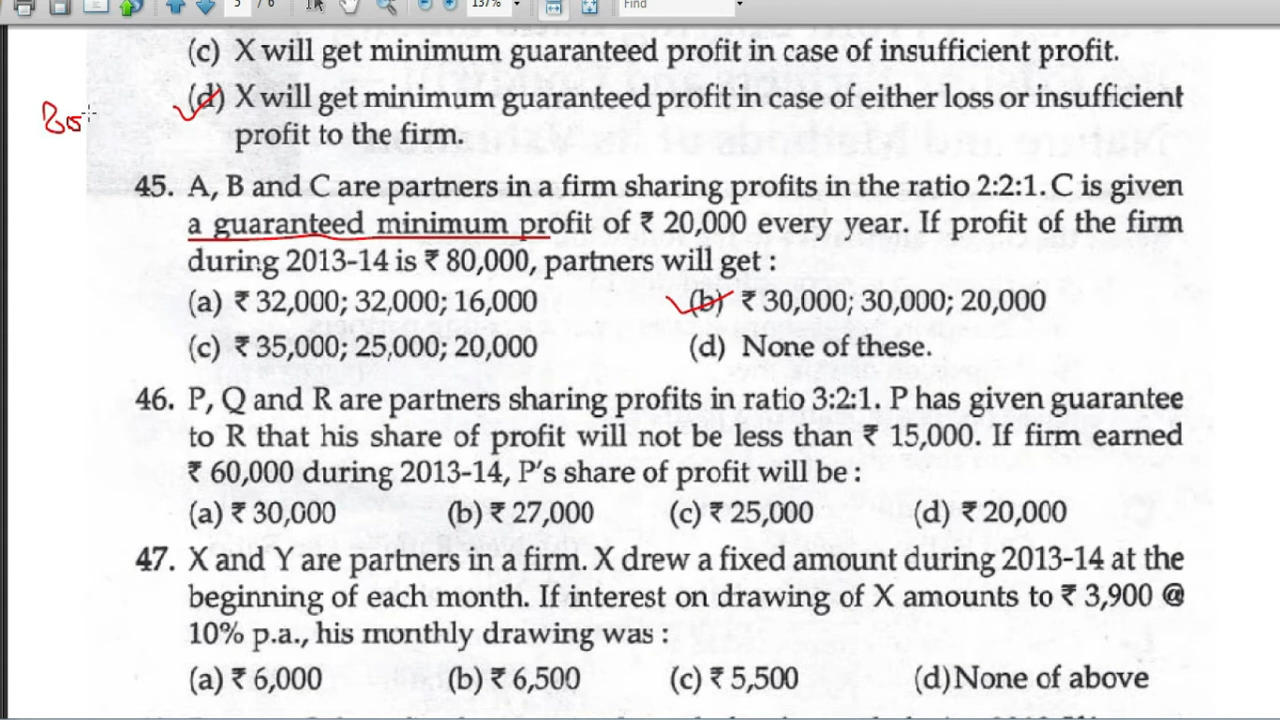 5 / 6 137% Find
(c) X will get minimum guaranteed profit in case of insufficient profit.
(d) X will get minimum guaranteed profit in case of either loss or insufficient
profit to the firm.
45. A, B and C are partners in a firm sharing profits in the ratio 2:2:1. C is given
a guaranteed minimum profit of ₹ 20,000 every year. If profit of the firm
during 2013-14 is ₹ 80,000, partners will get :
(a) ₹ 32,000; 32,000; 16,000 (b) ₹ 30,000; 30,000; 20,000
(c) ₹ 35,000; 25,000; 20,000 (d) None of these.
46. P, Q and R are partners sharing profits in ratio 3:2:1. P has given guarantee
to R that his share of profit will not be less than ₹ 15,000. If firm earned
₹ 60,000 during 2013-14, P's share of profit will be :
(a) ₹ 30,000 (b) ₹ 27,000 (c) ₹ 25,000 (d) ₹ 20,000
47. X and Y are partners in a firm. X drew a fixed amount during 2013-14 at the
beginning of each month. If interest on drawing of X amounts to ₹ 3,900 @
10% p.a., his monthly drawing was :
(a) ₹ 6,000 (b) ₹ 6,500 (c) ₹ 5,500 (d) None of above